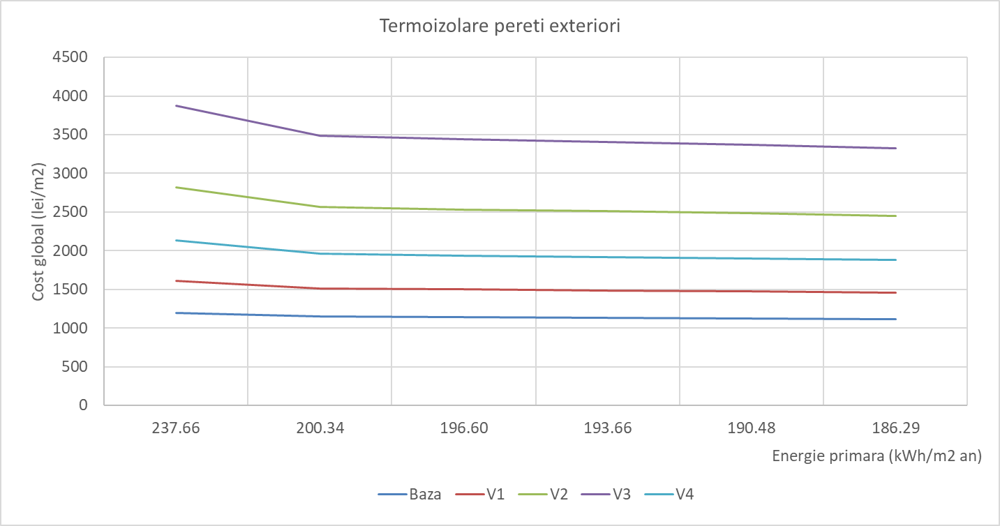 Termoizolare pereti exteriori
Cost global (lei/m2)
4500
4000
3500
3000
2500
2000
1500
1000
500
0
237.66 200.34 196.60 193.66 190.48 186.29
Energie primara (kWh/m2 an)
Baza V1 V2 V3 V4